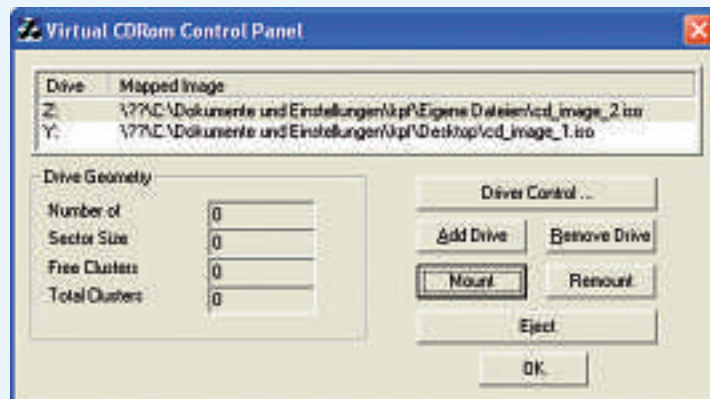 Virtual CDRom Control Panel
Drive Mapped Image
Z: \??\C:\Dokumente und Einstellungen\kpf\Eigene Dateien\cd_image_2.iso
Y: \??\C:\Dokumente und Einstellungen\kpf\Desktop\cd_image_1.iso
Drive Geometry
Driver Control ...
Number of 0
Sector Size 0
Add Drive Remove Drive
Free Clusters 0
Mount Remount
Total Clusters 0
Eject
OK